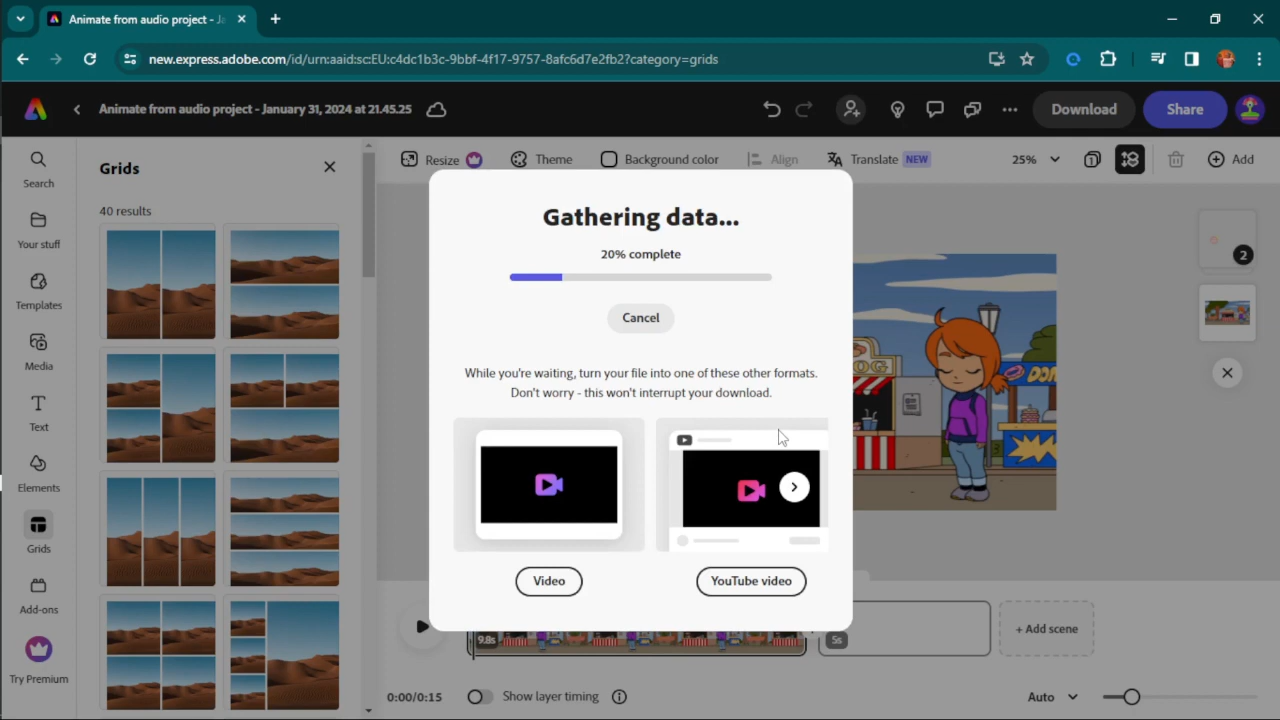 Animate from audio project - Ja
new.express.adobe.com/id/urn:aaid:sc:EU:c4dc1b3c-9bbf-4f17-9757-8afc6d7e2fb2?category=grids
Animate from audio project - January 31, 2024 at 21.45.25
Download
Share
Search
Your stuff
Templates
Media
Text
Elements
Grids
Add-ons
Try Premium
Grids
40 results
Resize
Theme
Background color
Align
Translate NEW
25%
1
Add
Gathering data...
20% complete
Cancel
While you're waiting, turn your file into one of these other formats.
Don't worry - this won't interrupt your download.
Video
YouTube video
OG
DON
2
9.8s
5s
+ Add scene
0:00/0:15
Show layer timing
Auto